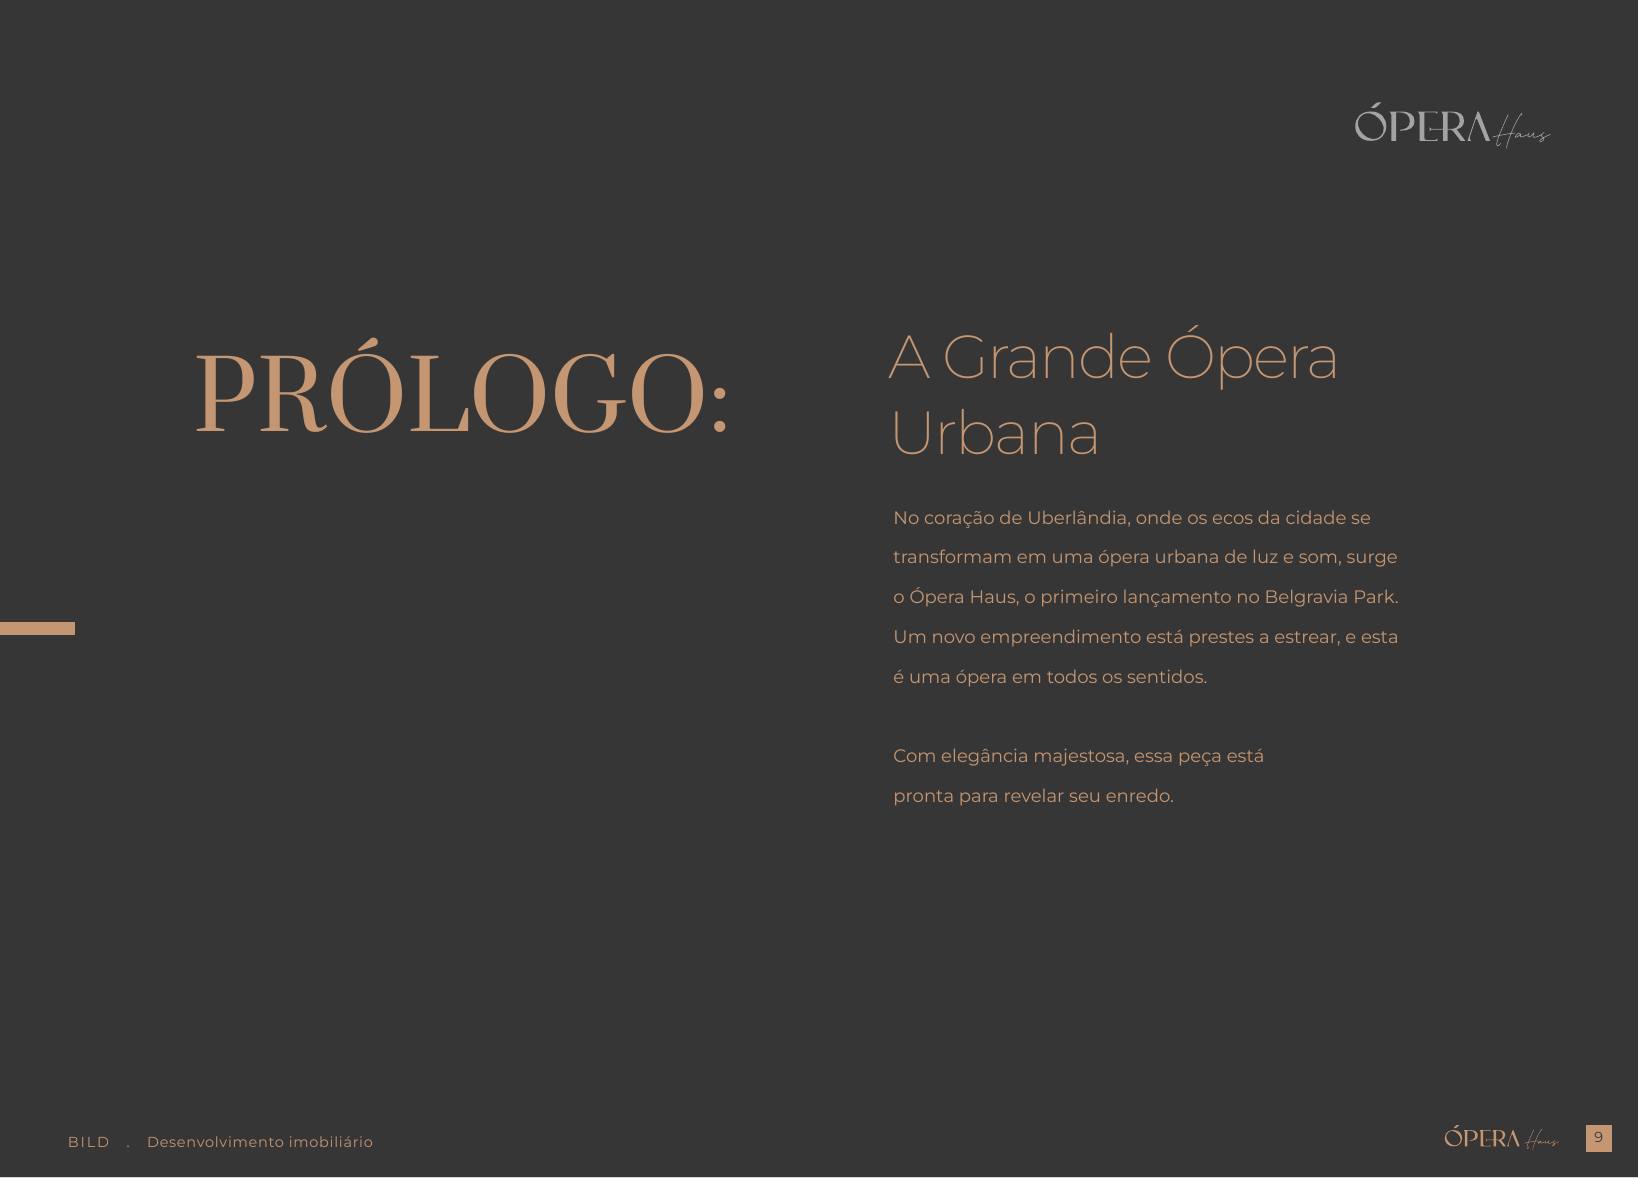 ÓPERA Haus
PRÓLOGO:
A Grande Ópera
Urbana
No coração de Uberlândia, onde os ecos da cidade se
transformam em uma ópera urbana de luz e som, surge
o Ópera Haus, o primeiro lançamento no Belgravia Park.
Um novo empreendimento está prestes a estrear, e esta
é uma ópera em todos os sentidos.
Com elegância majestosa, essa peça está
pronta para revelar seu enredo.
BILD . Desenvolvimento imobiliário
ÓPERA Haus
9